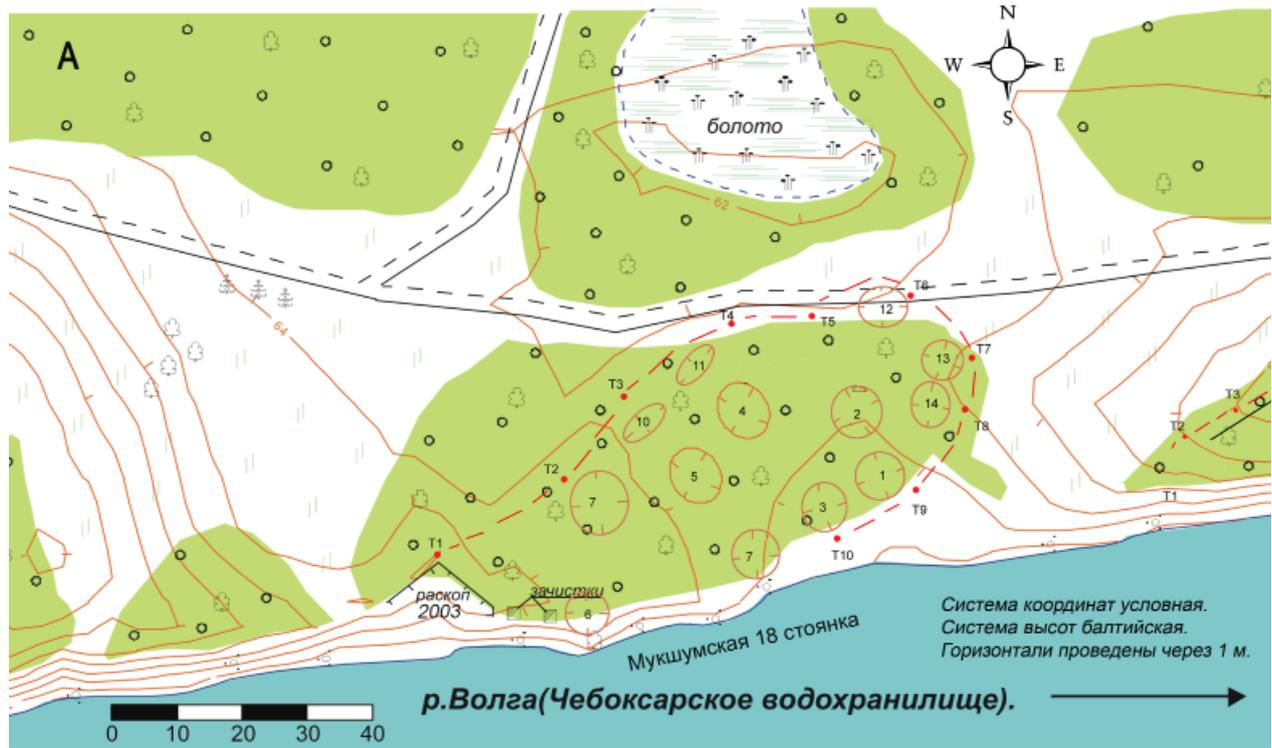 A
N
W E
S
болото
62
64
T6
12
T4
T5
T7
13
11
T3
T3
14
4
2
10
T8
T2
T2
5
1
7
T1
T9
3
T1
T10
7
раскоп
2003
зачистки
6
Мукшумская 18 стоянка
Система координат условная.
Система высот балтийская.
Горизонтали проведены через 1 м.
р.Волга(Чебоксарское водохранилище).
0 10 20 30 40